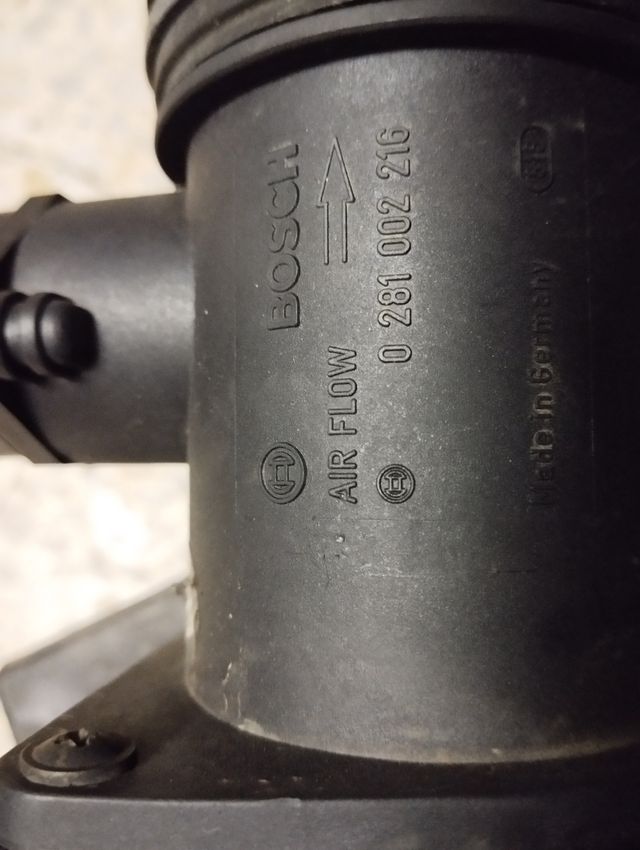 BOSCH
AIR FLOW
0 281 002 216
Made in Germany